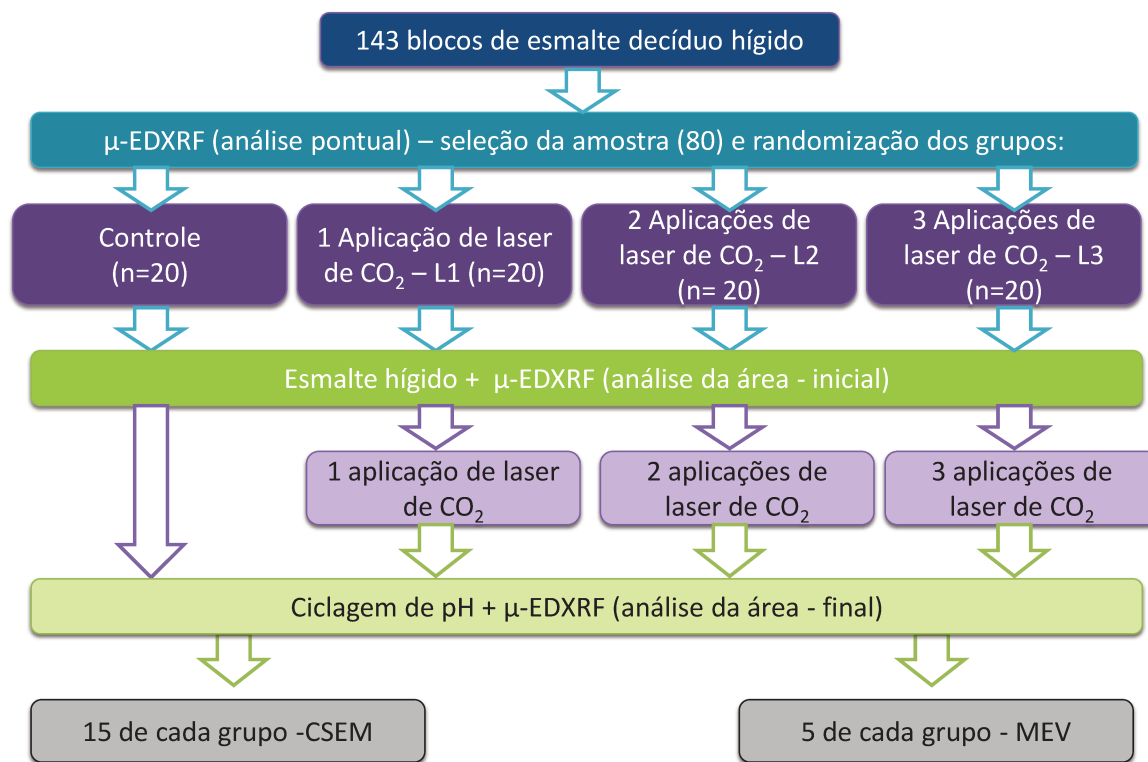 143 blocos de esmalte decíduo hígido
µ-EDXRF (análise pontual) – seleção da amostra (80) e randomização dos grupos:
Controle
(n=20)
1 Aplicação de laser
de CO₂ – L1 (n=20)
2 Aplicações de
laser de CO₂ – L2
(n= 20)
3 Aplicações de
laser de CO₂ – L3
(n=20)
Esmalte hígido + µ-EDXRF (análise da área - inicial)
1 aplicação de laser
de CO₂
2 aplicações de
laser de CO₂
3 aplicações de
laser de CO₂
Ciclagem de pH + µ-EDXRF (análise da área - final)
15 de cada grupo -CSEM
5 de cada grupo - MEV